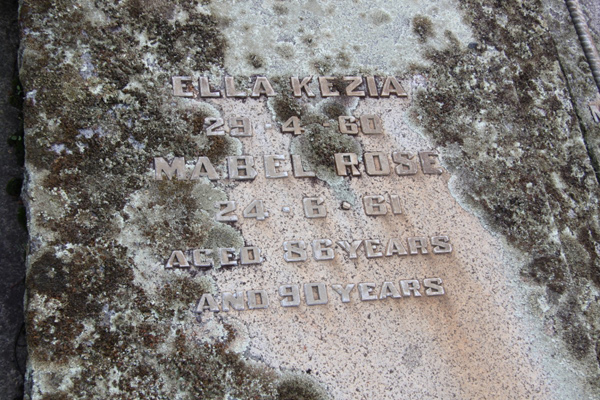 ELLA KEZIA
29·4·60
MABEL ROSE
24·6·61
AGED 86 YEARS
AND 90 YEARS